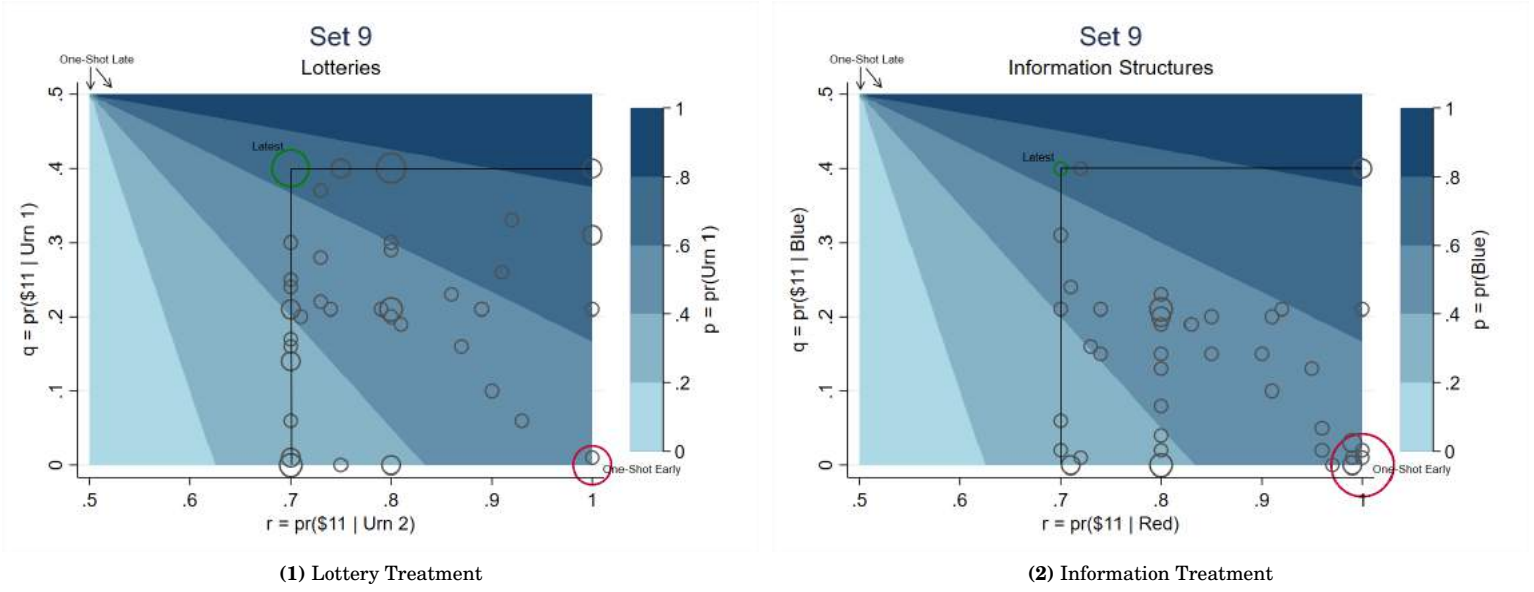 Set 9
Lotteries
One-Shot Late
Latest
One-Shot Early
q = pr($11 | Urn 1)
.5
.4
.3
.2
.1
0
.5
.6
.7
.8
.9
1
r = pr($11 | Urn 2)
1
.8
.6
.4
.2
0
p = pr(Urn 1)
(1) Lottery Treatment
Set 9
Information Structures
One-Shot Late
Latest
One-Shot Early
q = pr($11 | Blue)
.5
.4
.3
.2
.1
0
.5
.6
.7
.8
.9
1
r = pr($11 | Red)
1
.8
.6
.4
.2
0
p = pr(Blue)
(2) Information Treatment